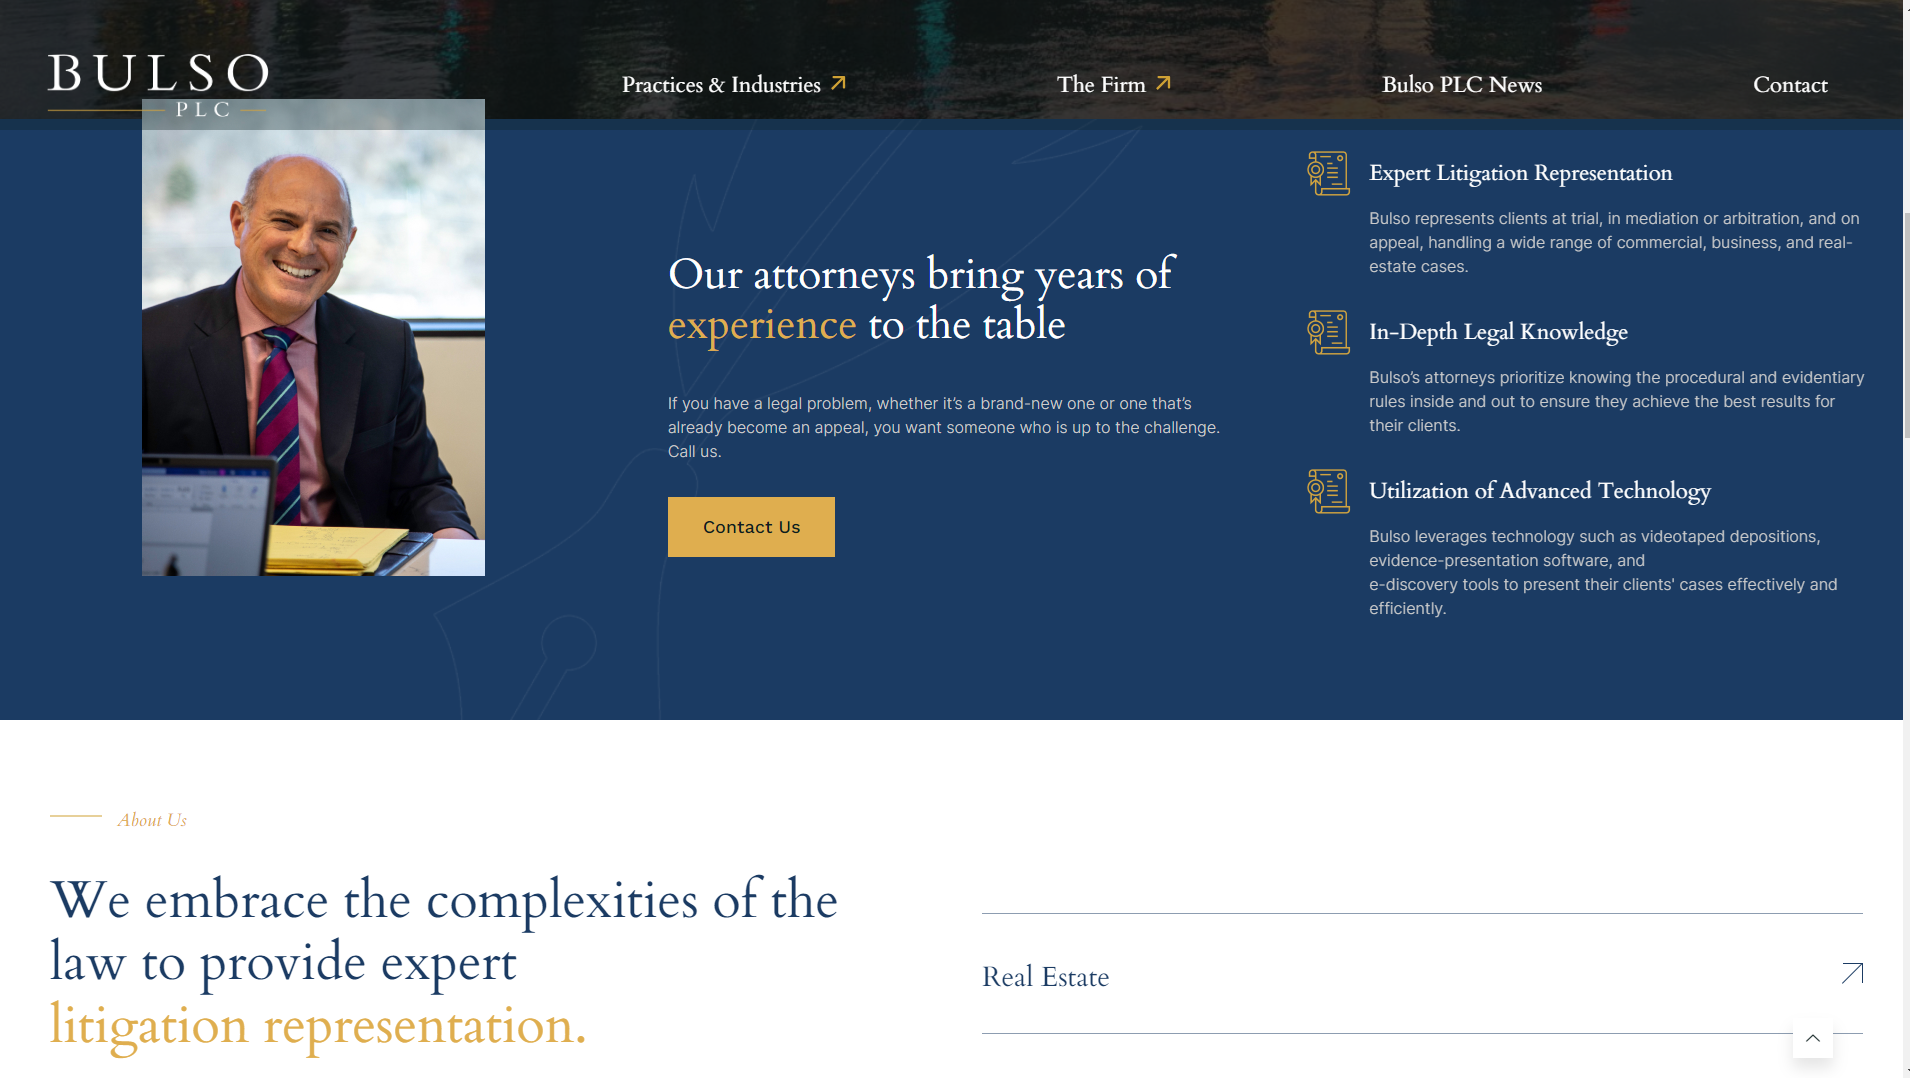 BULSO
PLC
Practices & Industries
The Firm
Bulso PLC News
Contact
Our attorneys bring years of
experience to the table
If you have a legal problem, whether it’s a brand-new one or one that’s
already become an appeal, you want someone who is up to the challenge.
Call us.
Contact Us
Expert Litigation Representation
Bulso represents clients at trial, in mediation or arbitration, and on
appeal, handling a wide range of commercial, business, and real-
estate cases.
In-Depth Legal Knowledge
Bulso’s attorneys prioritize knowing the procedural and evidentiary
rules inside and out to ensure they achieve the best results for
their clients.
Utilization of Advanced Technology
Bulso leverages technology such as videotaped depositions,
evidence-presentation software, and
e-discovery tools to present their clients' cases effectively and
efficiently.
About Us
We embrace the complexities of the
law to provide expert
litigation representation.
Real Estate